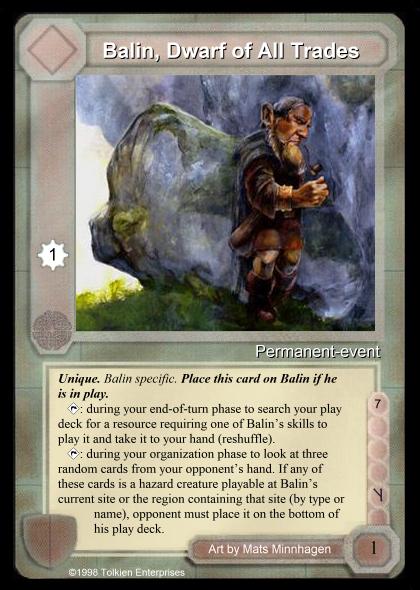 Balin, Dwarf of All Trades
1
Permanent-event
Unique. Balin specific. Place this card on Balin if he
is in play.
: during your end-of-turn phase to search your play
deck for a resource requiring one of Balin's skills to
play it and take it to your hand (reshuffle).
: during your organization phase to look at three
random cards from your opponent's hand. If any of
these cards is a hazard creature playable at Balin's
current site or the region containing that site (by type or
name), opponent must place it on the bottom of
his play deck.
7
Art by Mats Minnhagen
1
©1998 Tolkien Enterprises